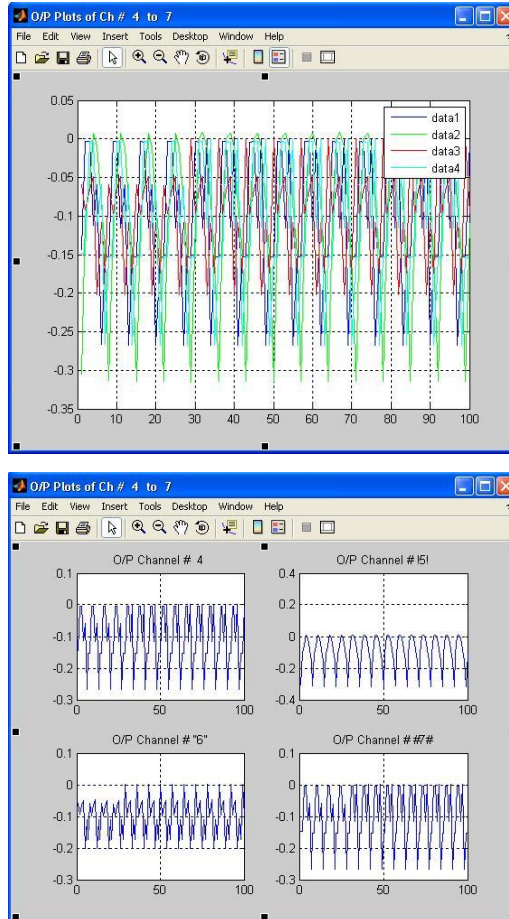 O/P Plots of Ch # 4 to 7
File Edit View Insert Tools Desktop Window Help
0.05
0
-0.05
-0.1
-0.15
-0.2
-0.25
-0.3
-0.35
0 10 20 30 40 50 60 70 80 90 100
data1
data2
data3
data4
O/P Plots of Ch # 4 to 7
File Edit View Insert Tools Desktop Window Help
O/P Channel # 4
0.1
0
-0.1
-0.2
-0.3
0 50 100
O/P Channel # !5!
0.4
0.2
0
-0.2
-0.4
0 50 100
O/P Channel # "6"
0.1
0
-0.1
-0.2
-0.3
0 50 100
O/P Channel # #7#
0.1
0
-0.1
-0.2
-0.3
0 50 100